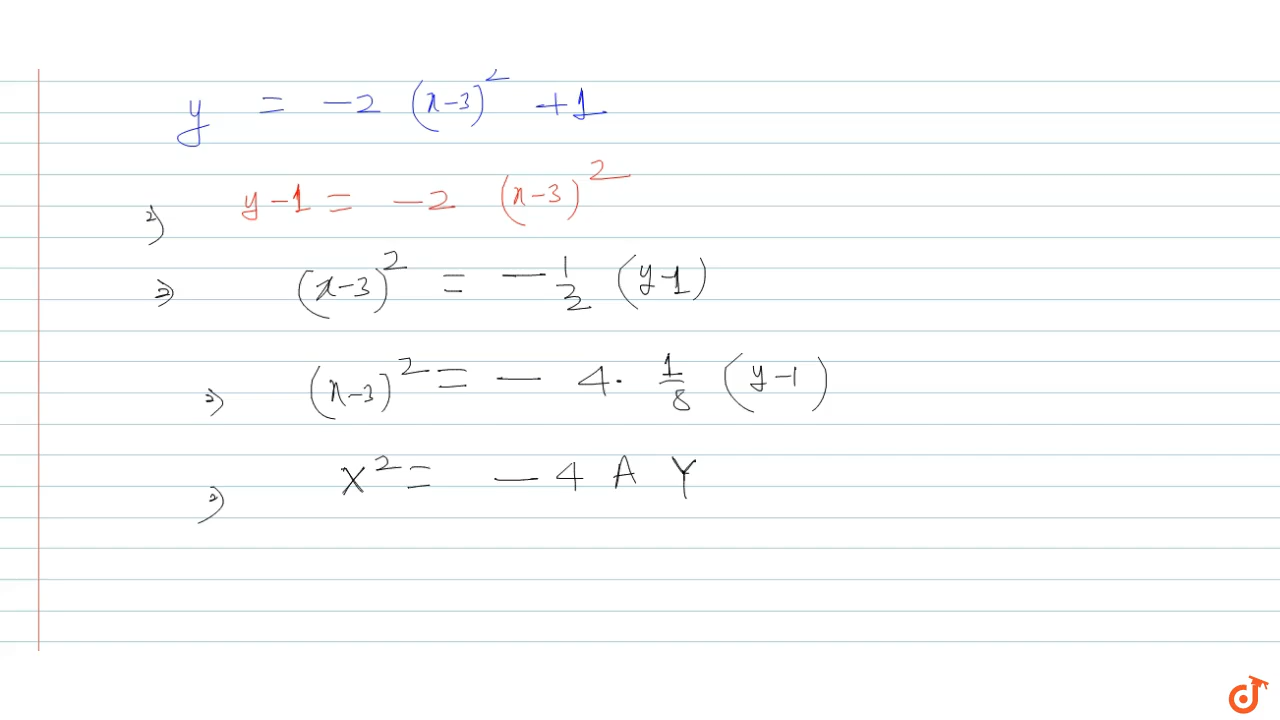 y = -2 (x-3)² + 1
⇒ y-1 = -2 (x-3)²
⇒ (x-3)² = - 1/2 (y-1)
⇒ (x-3)² = - 4 · 1/8 (y-1)
⇒ X² = - 4 A Y